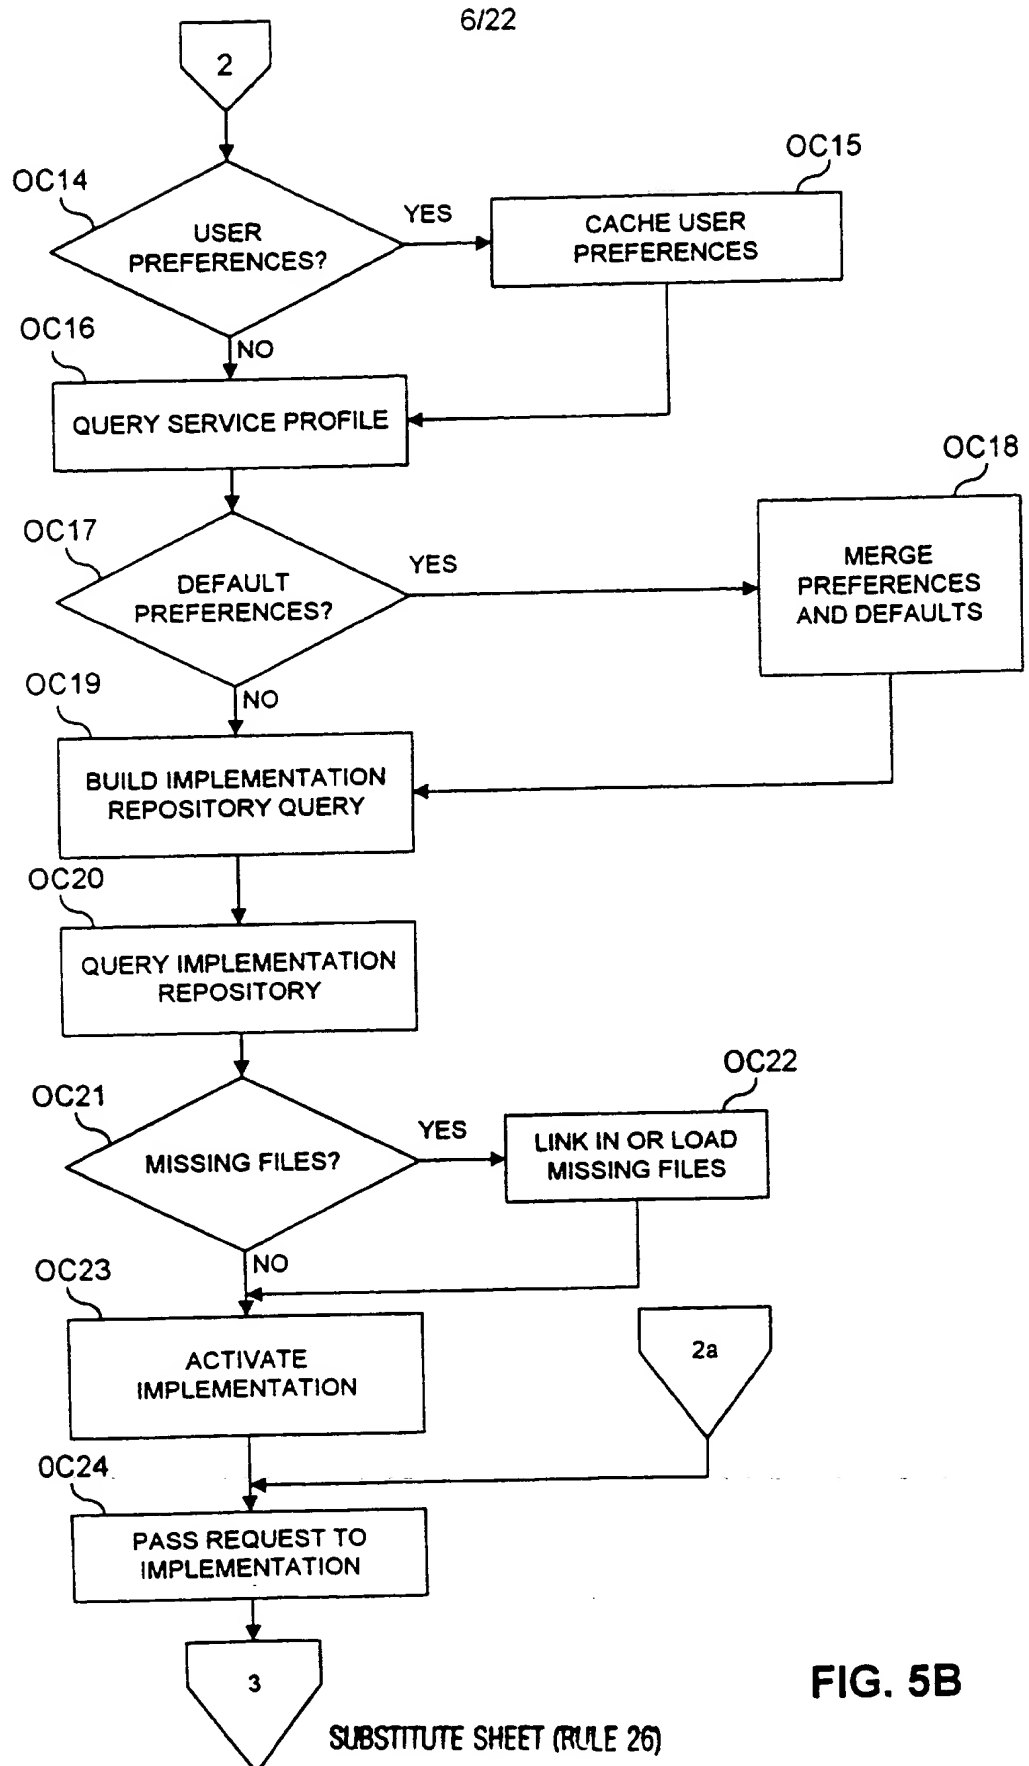 6/22
2
OC14
USER
PREFERENCES?
YES
OC15
CACHE USER
PREFERENCES
NO
OC16
QUERY SERVICE PROFILE
OC17
DEFAULT
PREFERENCES?
YES
OC18
MERGE
PREFERENCES
AND DEFAULTS
NO
OC19
BUILD IMPLEMENTATION
REPOSITORY QUERY
OC20
QUERY IMPLEMENTATION
REPOSITORY
OC21
MISSING FILES?
YES
OC22
LINK IN OR LOAD
MISSING FILES
NO
OC23
ACTIVATE
IMPLEMENTATION
2a
0C24
PASS REQUEST TO
IMPLEMENTATION
3
FIG. 5B
SUBSTITUTE SHEET (RULE 26)